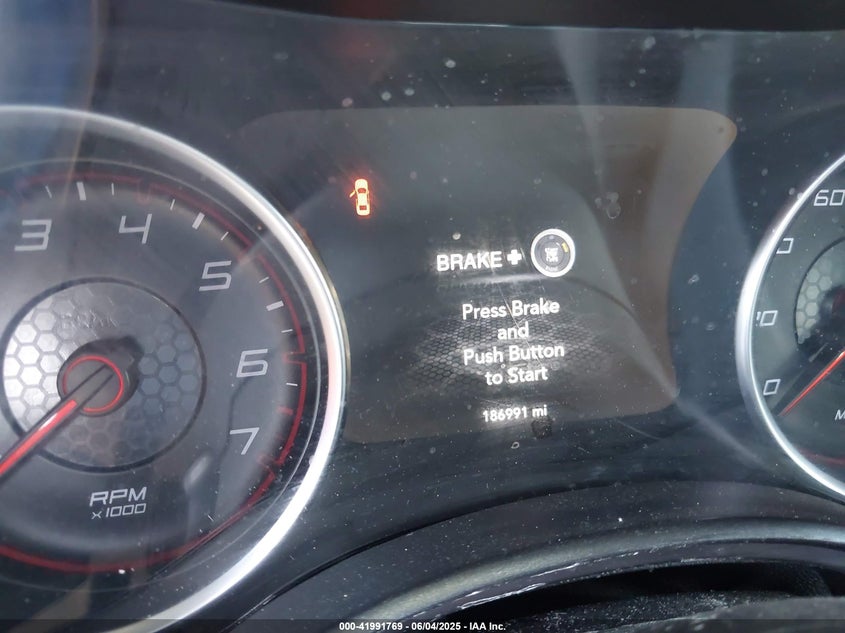 3
4
5
6
7
RPM
x1000
BRAKE +
Press Brake
and
Push Button
to Start
186991 mi
60
000-41991769 - 06/04/2025 - IAA Inc.